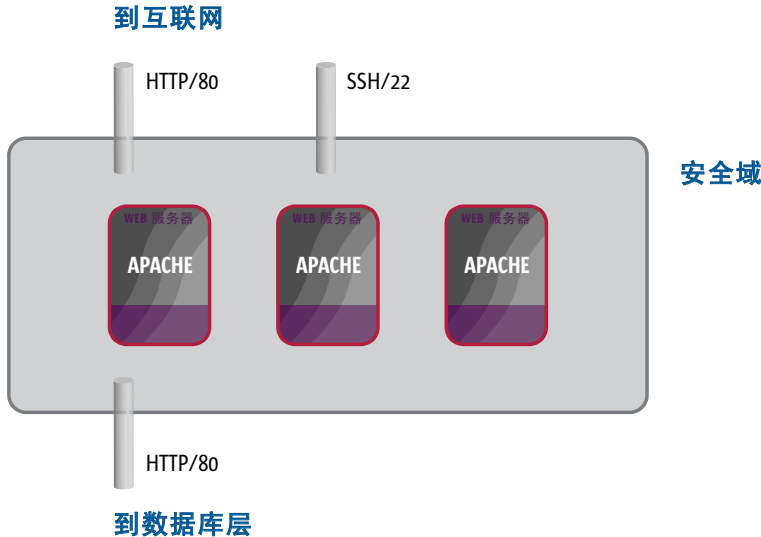 到互联网
HTTP/80
SSH/22
安全域
WEB 服务器
APACHE
WEB 服务器
APACHE
WEB 服务器
APACHE
HTTP/80
到数据库层